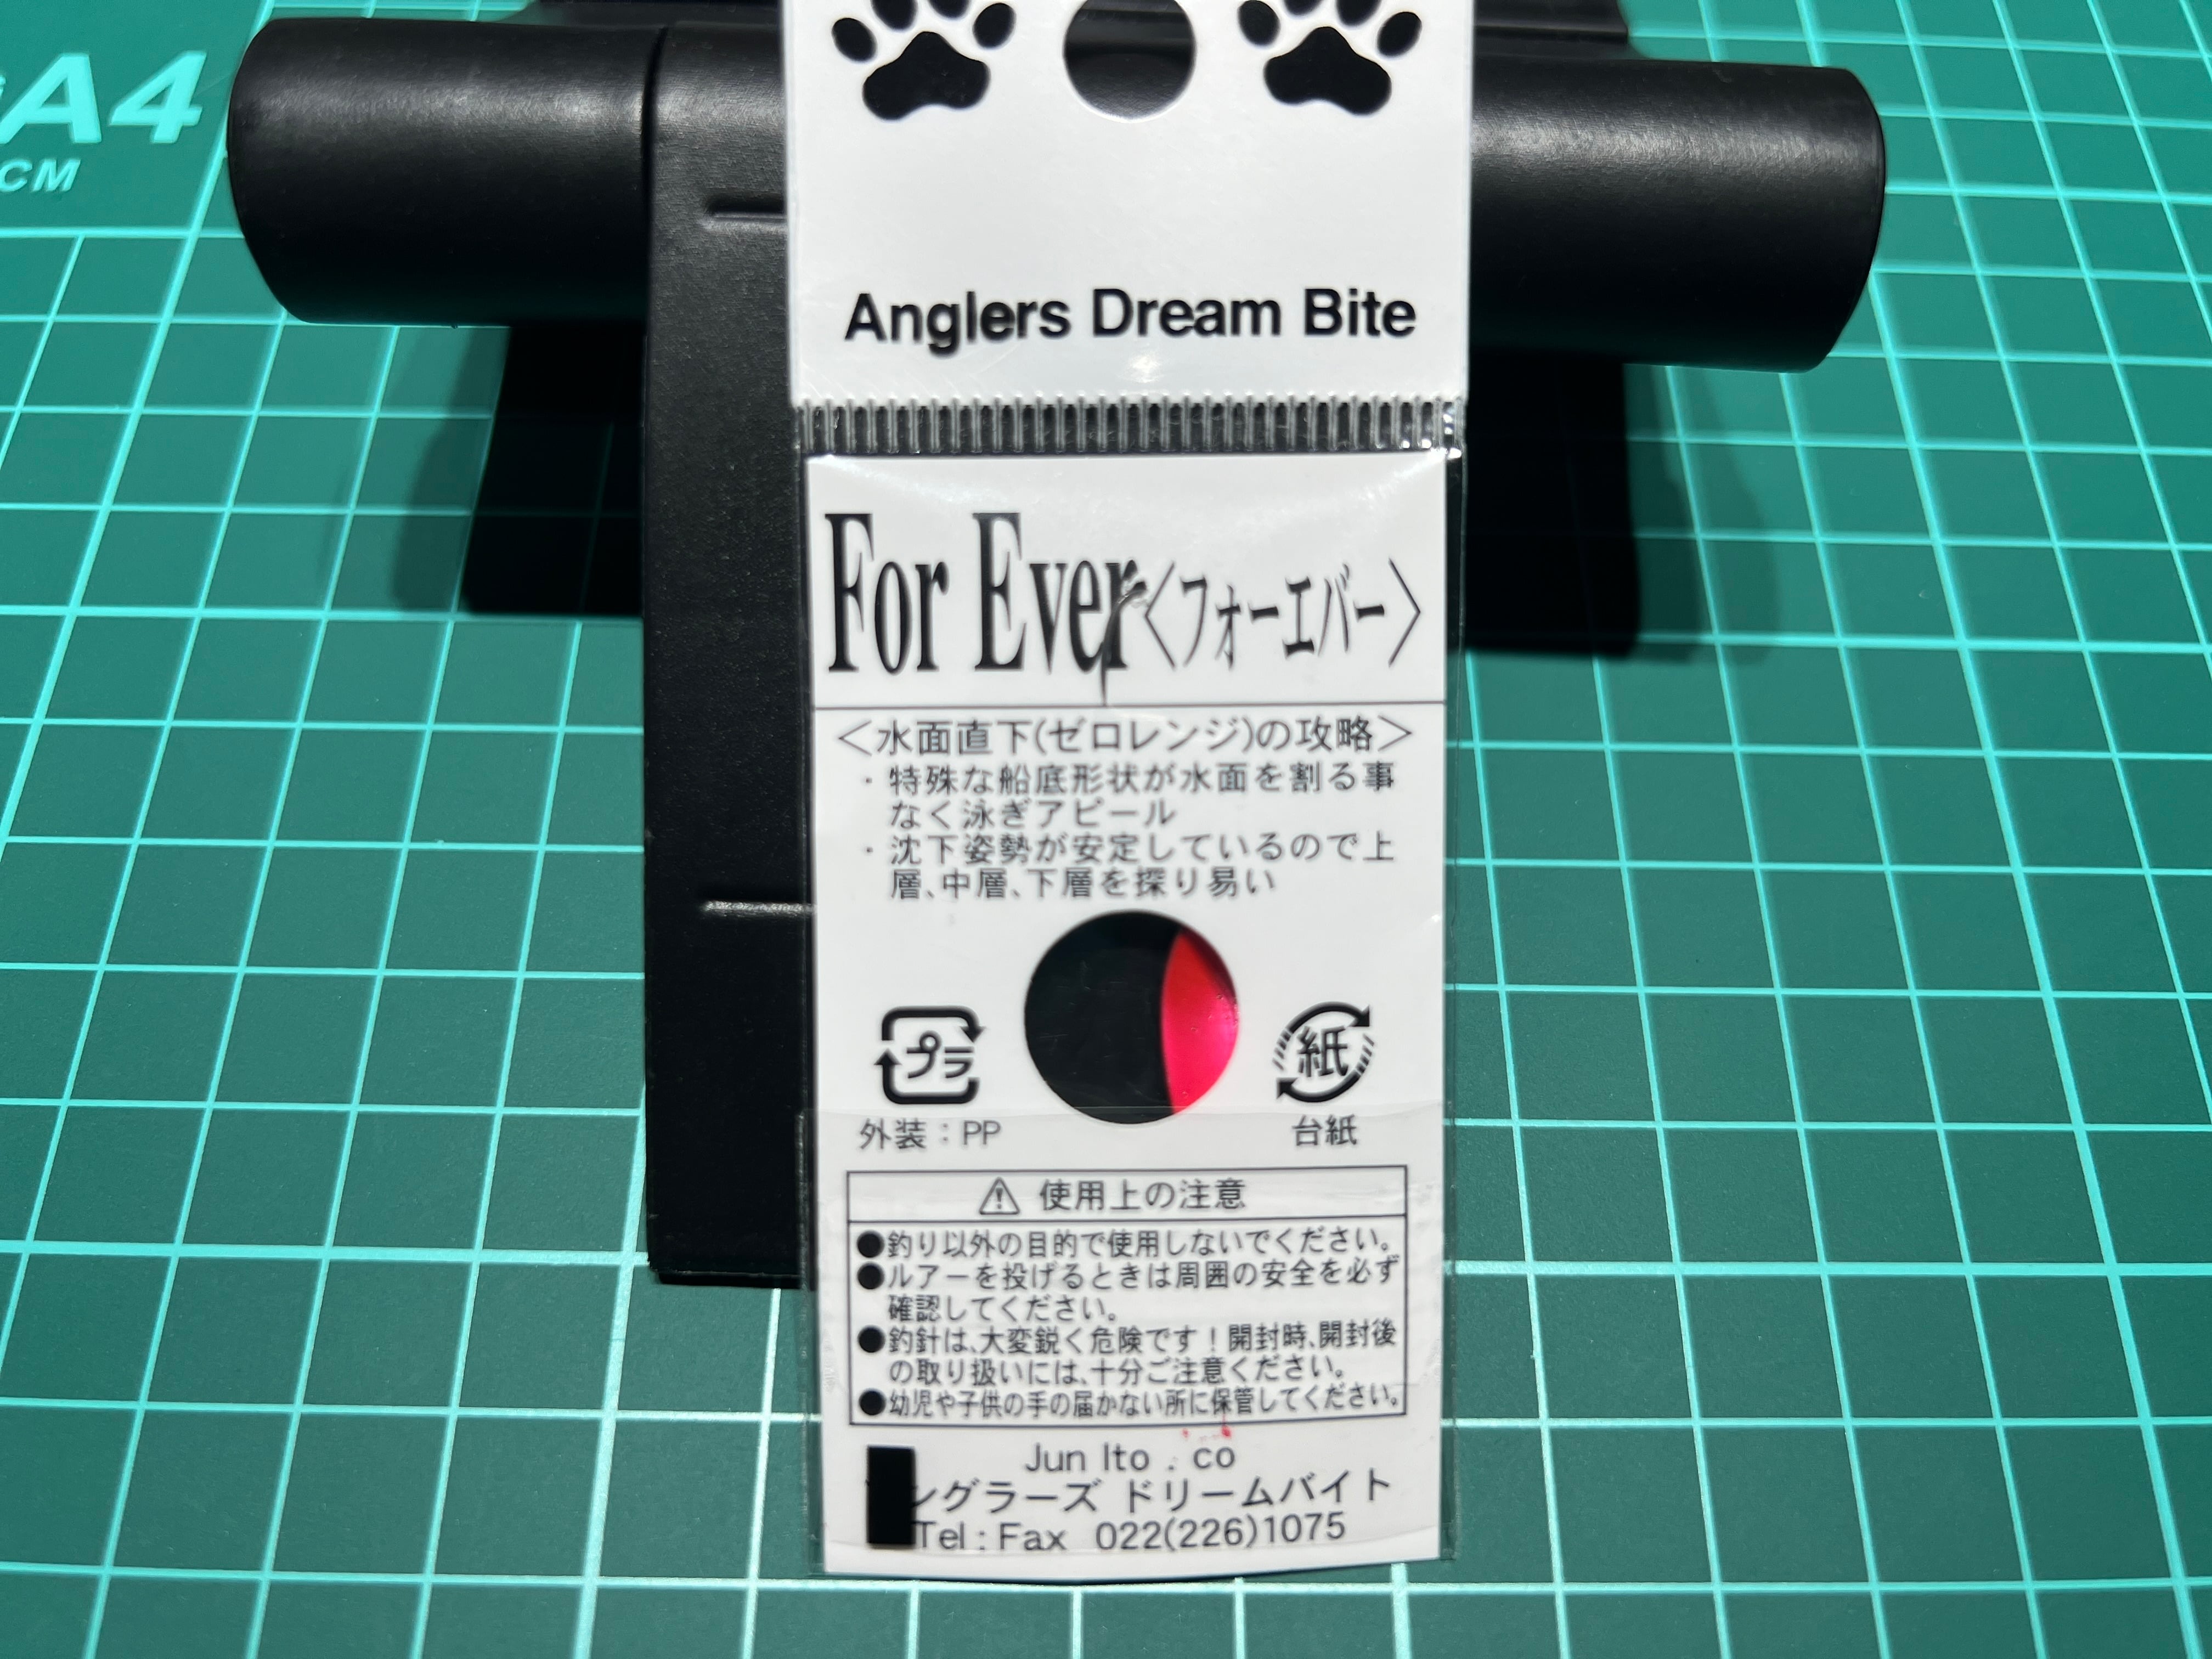 A4
CM
Anglers Dream Bite
For Ever〈フォーエバー〉
＜水面直下(ゼロレンジ)の攻略＞
・特殊な船底形状が水面を割る事
なく泳ぎアピール
・沈下姿勢が安定しているので上
層、中層、下層を探り易い
プラ
紙
外装：PP
台紙
⚠ 使用上の注意
●釣り以外の目的で使用しないでください。
●ルアーを投げるときは周囲の安全を必ず
確認してください。
●釣針は、大変鋭く危険です！開封時、開封後
の取り扱いには、十分ご注意ください。
●幼児や子供の手の届かない所に保管してください。
Jun Ito . co
ングラーズ ドリームバイト
Tel : Fax 022(226)1075